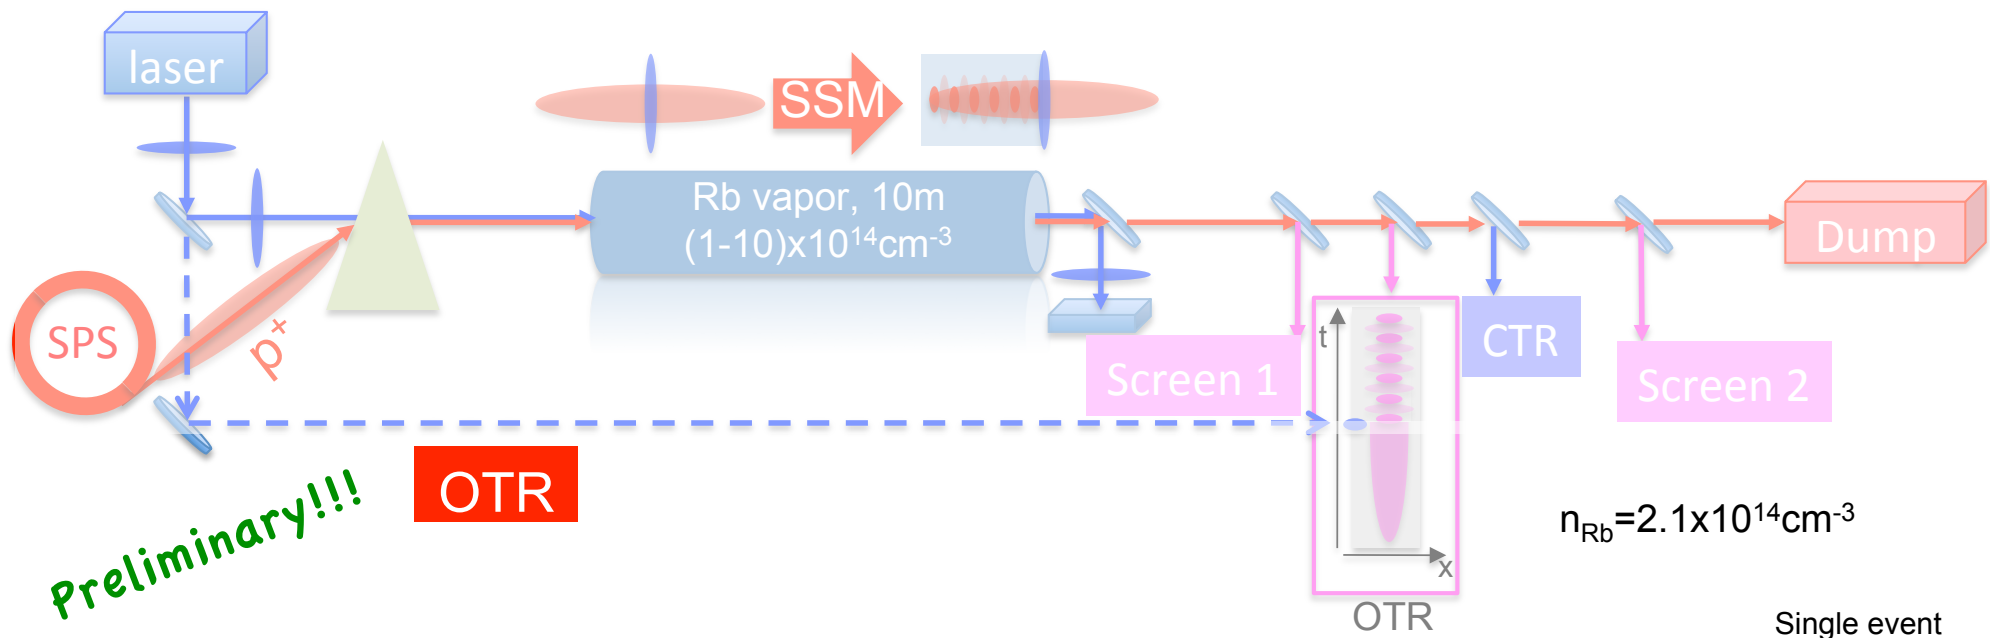 laser
SSM
Rb vapor, 10m
(1-10)x10¹⁴cm⁻³
Dump
SPS
p⁺
t
CTR
Screen 1
Screen 2
OTR
Preliminary!!!
n_Rb=2.1x10¹⁴cm⁻³
x
OTR
Single event